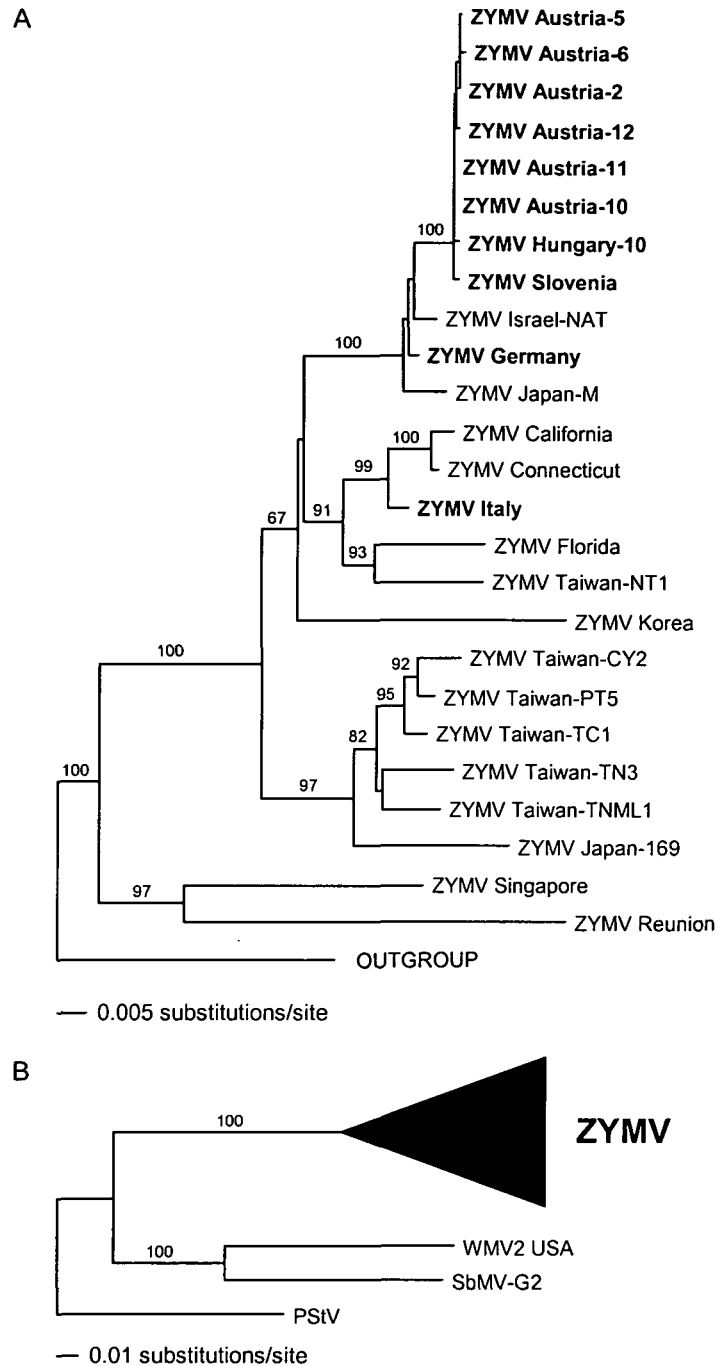 A
ZYMV Austria-5
ZYMV Austria-6
ZYMV Austria-2
ZYMV Austria-12
ZYMV Austria-11
ZYMV Austria-10
100
ZYMV Hungary-10
ZYMV Slovenia
ZYMV Israel-NAT
100
ZYMV Germany
ZYMV Japan-M
100
ZYMV California
99
ZYMV Connecticut
91
ZYMV Italy
67
93
ZYMV Florida
ZYMV Taiwan-NT1
ZYMV Korea
100
92
ZYMV Taiwan-CY2
95
ZYMV Taiwan-PT5
82
ZYMV Taiwan-TC1
100
97
ZYMV Taiwan-TN3
ZYMV Taiwan-TNML1
ZYMV Japan-169
97
ZYMV Singapore
ZYMV Reunion
OUTGROUP
0.005 substitutions/site
B
100
ZYMV
100
WMV2 USA
SbMV-G2
PStV
0.01 substitutions/site